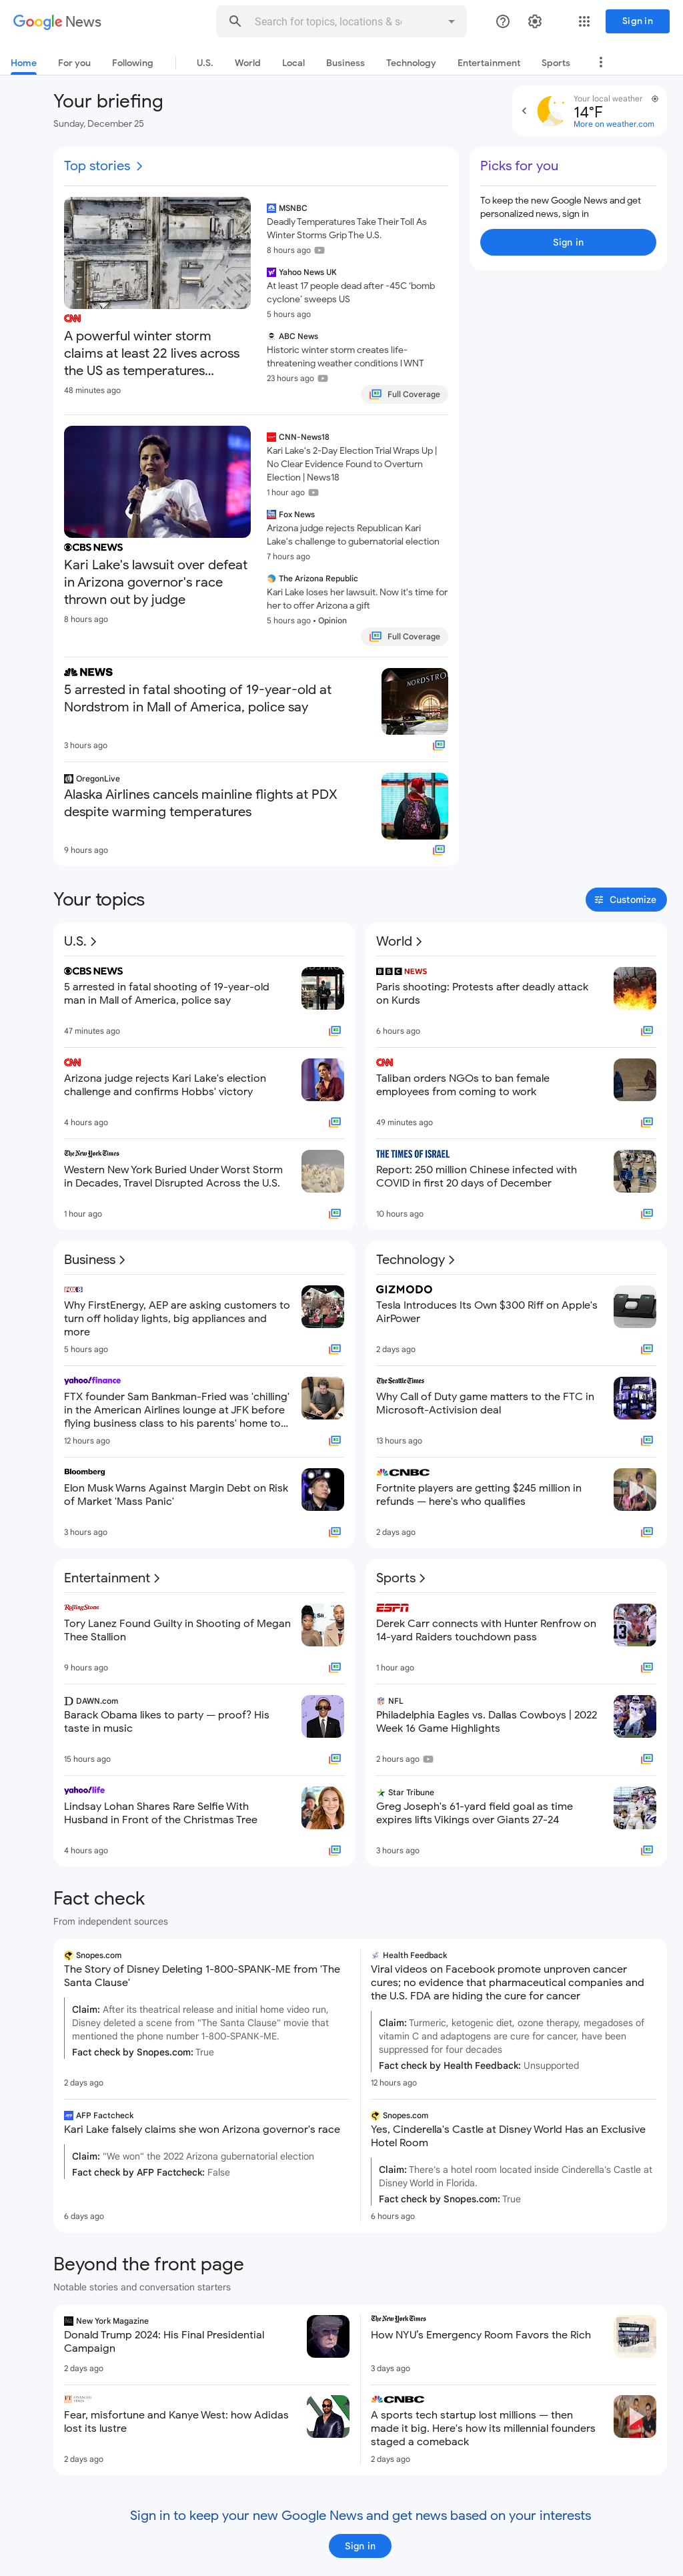 Google News
Search for topics, locations & so
Sign in
Home
For you
Following
U.S.
World
Local
Business
Technology
Entertainment
Sports
Your briefing
Sunday, December 25
Your local weather
14°F
More on weather.com
Top stories
CNN
A powerful winter storm
claims at least 22 lives across
the US as temperatures...
48 minutes ago
MSNBC
Deadly Temperatures Take Their Toll As
Winter Storms Grip The U.S.
8 hours ago
Yahoo News UK
At least 17 people dead after -45C 'bomb
cyclone' sweeps US
5 hours ago
ABC News
Historic winter storm creates life-
threatening weather conditions l WNT
23 hours ago
Full Coverage
Picks for you
To keep the new Google News and get
personalized news, sign in
Sign in
CBS NEWS
Kari Lake's lawsuit over defeat
in Arizona governor's race
thrown out by judge
8 hours ago
CNN-News18
Kari Lake's 2-Day Election Trial Wraps Up |
No Clear Evidence Found to Overturn
Election | News18
1 hour ago
Fox News
Arizona judge rejects Republican Kari
Lake's challenge to gubernatorial election
7 hours ago
The Arizona Republic
Kari Lake loses her lawsuit. Now it's time for
her to offer Arizona a gift
5 hours ago • Opinion
Full Coverage
NEWS
5 arrested in fatal shooting of 19-year-old at
Nordstrom in Mall of America, police say
3 hours ago
NORDSTROM
OregonLive
Alaska Airlines cancels mainline flights at PDX
despite warming temperatures
9 hours ago
Your topics
Customize
U.S.
CBS NEWS
5 arrested in fatal shooting of 19-year-old
man in Mall of America, police say
47 minutes ago
CNN
Arizona judge rejects Kari Lake's election
challenge and confirms Hobbs' victory
4 hours ago
The New York Times
Western New York Buried Under Worst Storm
in Decades, Travel Disrupted Across the U.S.
1 hour ago
World
BBC NEWS
Paris shooting: Protests after deadly attack
on Kurds
6 hours ago
CNN
Taliban orders NGOs to ban female
employees from coming to work
49 minutes ago
THE TIMES OF ISRAEL
Report: 250 million Chinese infected with
COVID in first 20 days of December
10 hours ago
Business
FOX 8
Why FirstEnergy, AEP are asking customers to
turn off holiday lights, big appliances and
more
5 hours ago
yahoo!finance
FTX founder Sam Bankman-Fried was 'chilling'
in the American Airlines lounge at JFK before
flying business class to his parents' home to...
12 hours ago
Bloomberg
Elon Musk Warns Against Margin Debt on Risk
of Market 'Mass Panic'
3 hours ago
Technology
GIZMODO
Tesla Introduces Its Own $300 Riff on Apple's
AirPower
2 days ago
The Seattle Times
Why Call of Duty game matters to the FTC in
Microsoft-Activision deal
13 hours ago
CNBC
Fortnite players are getting $245 million in
refunds — here's who qualifies
2 days ago
Entertainment
RollingStone
Tory Lanez Found Guilty in Shooting of Megan
Thee Stallion
9 hours ago
DAWN.com
Barack Obama likes to party — proof? His
taste in music
15 hours ago
yahoo!life
Lindsay Lohan Shares Rare Selfie With
Husband in Front of the Christmas Tree
4 hours ago
Sports
ESPN
Derek Carr connects with Hunter Renfrow on
14-yard Raiders touchdown pass
1 hour ago
NFL
Philadelphia Eagles vs. Dallas Cowboys | 2022
Week 16 Game Highlights
2 hours ago
Star Tribune
Greg Joseph's 61-yard field goal as time
expires lifts Vikings over Giants 27-24
3 hours ago
Fact check
From independent sources
Snopes.com
The Story of Disney Deleting 1-800-SPANK-ME from 'The
Santa Clause'
Claim: After its theatrical release and initial home video run,
Disney deleted a scene from "The Santa Clause" movie that
mentioned the phone number 1-800-SPANK-ME.
Fact check by Snopes.com: True
2 days ago
Health Feedback
Viral videos on Facebook promote unproven cancer
cures; no evidence that pharmaceutical companies and
the U.S. FDA are hiding the cure for cancer
Claim: Turmeric, ketogenic diet, ozone therapy, megadoses of
vitamin C and adaptogens are cure for cancer, have been
suppressed for four decades
Fact check by Health Feedback: Unsupported
12 hours ago
AFP Factcheck
Kari Lake falsely claims she won Arizona governor's race
Claim: "We won" the 2022 Arizona gubernatorial election
Fact check by AFP Factcheck: False
6 days ago
Snopes.com
Yes, Cinderella's Castle at Disney World Has an Exclusive
Hotel Room
Claim: There's a hotel room located inside Cinderella's Castle at
Disney World in Florida.
Fact check by Snopes.com: True
6 hours ago
Beyond the front page
Notable stories and conversation starters
New York Magazine
Donald Trump 2024: His Final Presidential
Campaign
2 days ago
The New York Times
How NYU's Emergency Room Favors the Rich
3 days ago
FINANCIAL TIMES
Fear, misfortune and Kanye West: how Adidas
lost its lustre
2 days ago
CNBC
A sports tech startup lost millions — then
made it big. Here's how its millennial founders
staged a comeback
2 days ago
Sign in to keep your new Google News and get news based on your interests
Sign in